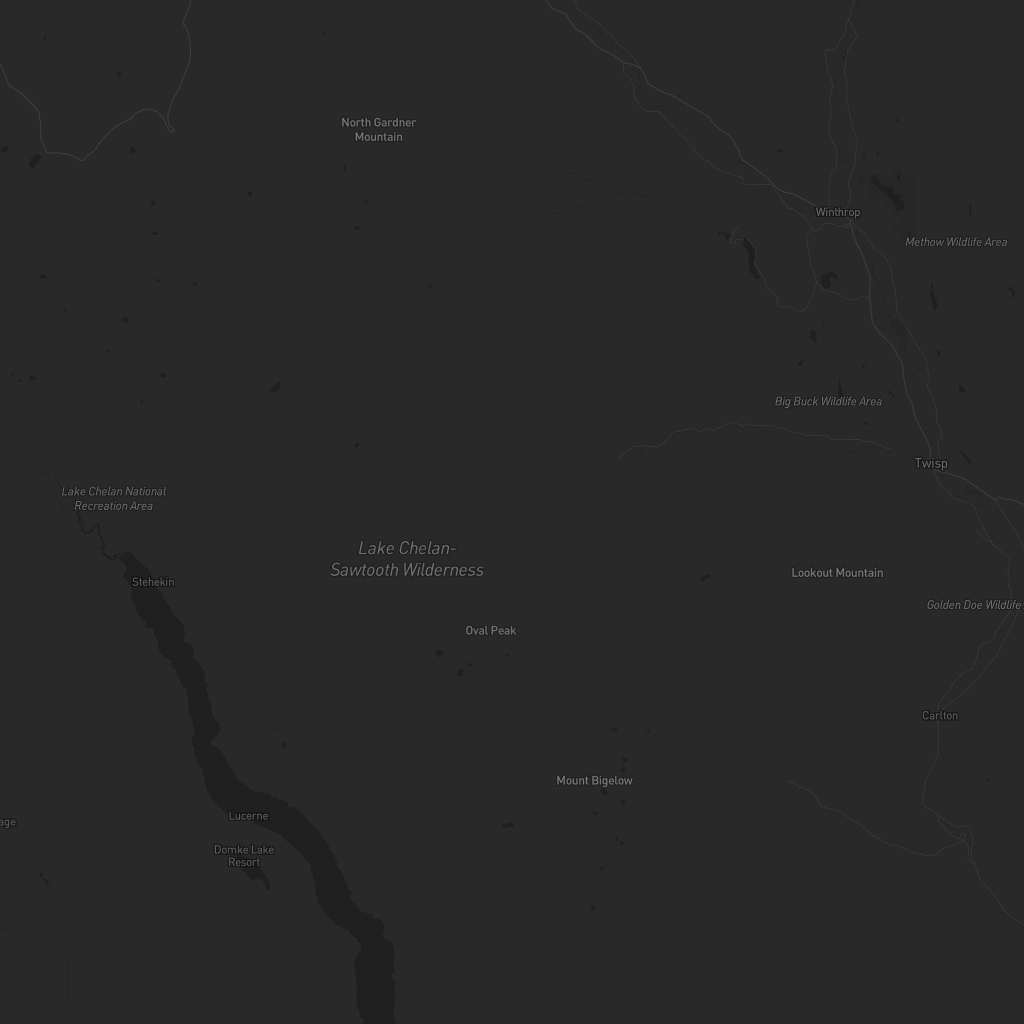 North Gardner
Mountain
Winthrop
Methow Wildlife Area
Big Buck Wildlife Area
Twisp
Lake Chelan National
Recreation Area
Lake Chelan-
Sawtooth Wilderness
Stehekin
Lookout Mountain
Golden Doe Wildlife
Oval Peak
Carlton
Mount Bigelow
Lucerne
age
Domke Lake
Resort